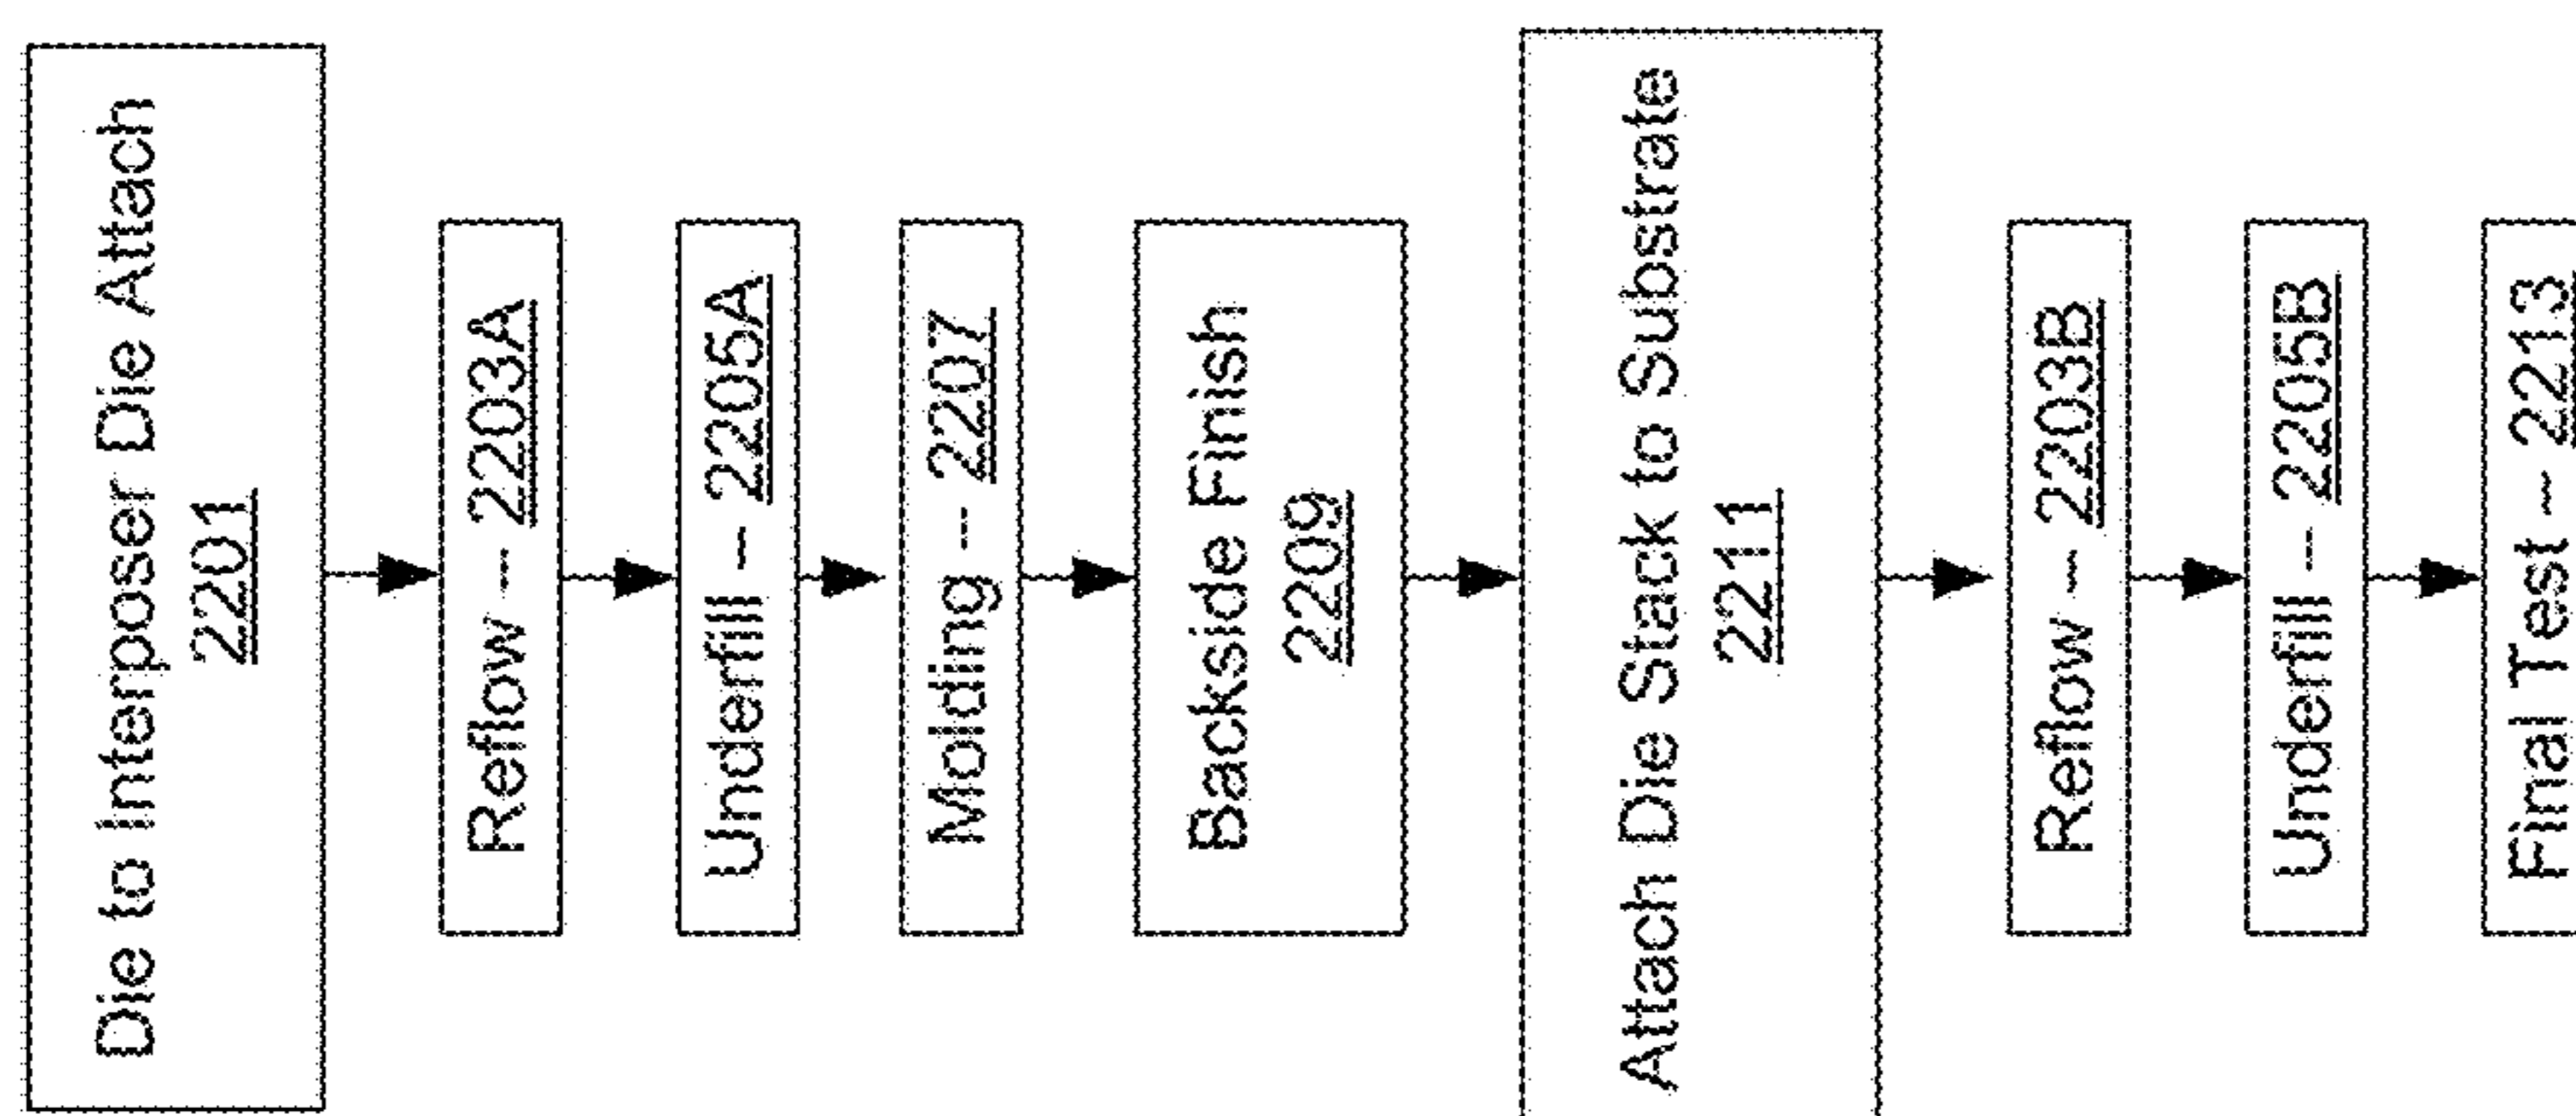 Die to Interposer Die Attach
2201
Reflow – 2203A
Underfill – 2205A
Molding – 2207
Backside Finish
2209
Attach Die Stack to Substrate
2211
Reflow – 2203B
Underfill – 2205B
Final Test – 2213